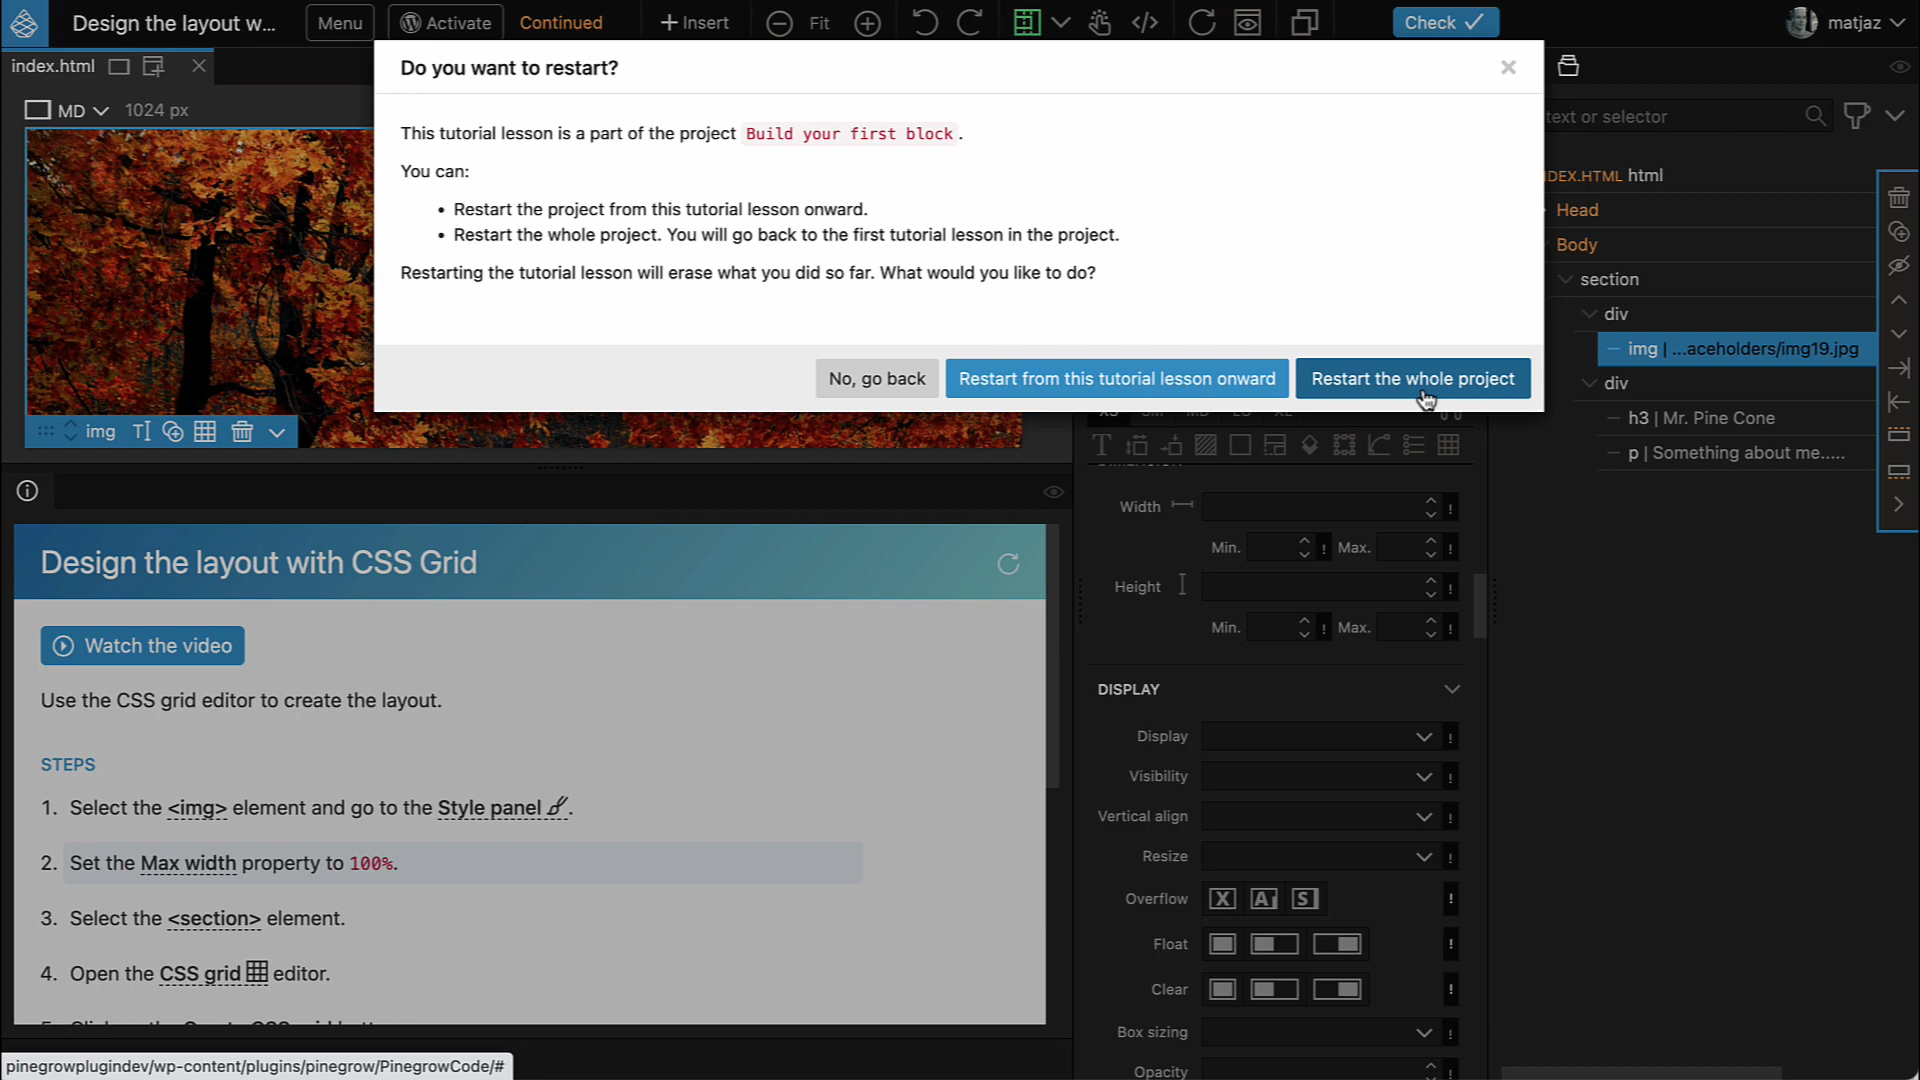 Design the layout w...
Menu
Activate
Continued
+ Insert
Fit
Check
matjaz
index.html
MD
1024 px
Do you want to restart?
This tutorial lesson is a part of the project Build your first block.
You can:
• Restart the project from this tutorial lesson onward.
• Restart the whole project. You will go back to the first tutorial lesson in the project.
Restarting the tutorial lesson will erase what you did so far. What would you like to do?
No, go back
Restart from this tutorial lesson onward
Restart the whole project
text or selector
INDEX.HTML html
Head
Body
section
div
img | ...aceholders/img19.jpg
div
h3 | Mr. Pine Cone
p | Something about me.....
img
Design the layout with CSS Grid
Watch the video
Use the CSS grid editor to create the layout.
STEPS
1. Select the <img> element and go to the Style panel.
2. Set the Max width property to 100%.
3. Select the <section> element.
4. Open the CSS grid editor.
Width
Min.
Max.
Height
Min.
Max.
DISPLAY
Display
Visibility
Vertical align
Resize
Overflow
Float
Clear
Box sizing
Opacity
pinegrowplugindev/wp-content/plugins/pinegrow/PinegrowCode/#